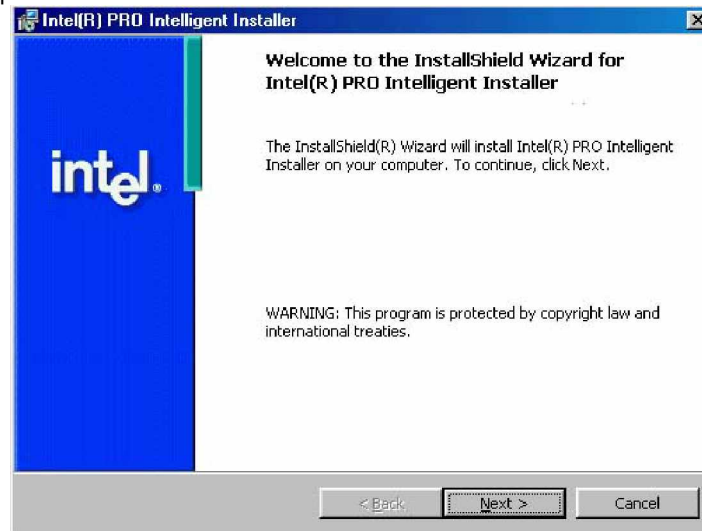 Intel(R) PRO Intelligent Installer
Welcome to the InstallShield Wizard for
Intel(R) PRO Intelligent Installer
The InstallShield(R) Wizard will install Intel(R) PRO Intelligent
Installer on your computer. To continue, click Next.
intel®
WARNING: This program is protected by copyright law and
international treaties.
< Back
Next >
Cancel